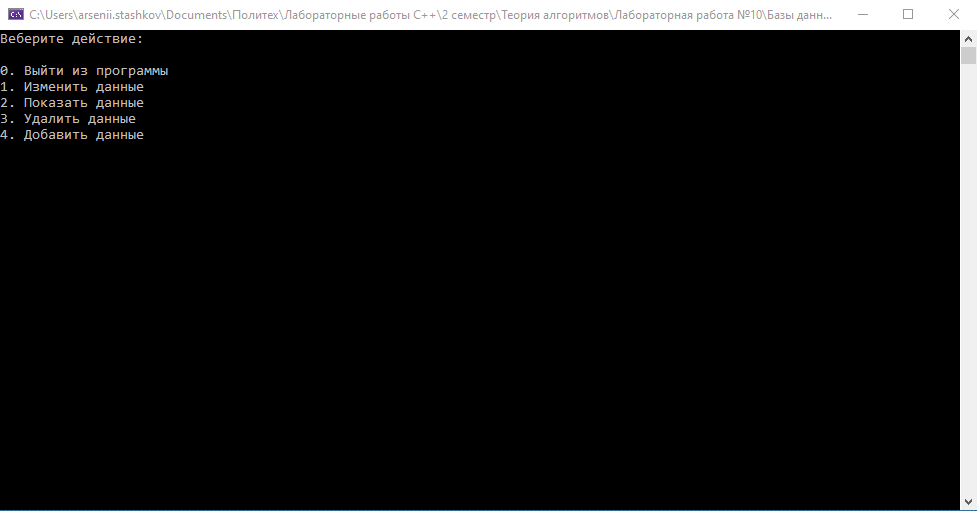 C:\Users\arsenii.stashkov\Documents\Политех\Лабораторные работы C++\2 семестр\Теория алгоритмов\Лабораторная работа №10\Базы данн...
Веберите действие:
0. Выйти из программы
1. Изменить данные
2. Показать данные
3. Удалить данные
4. Добавить данные